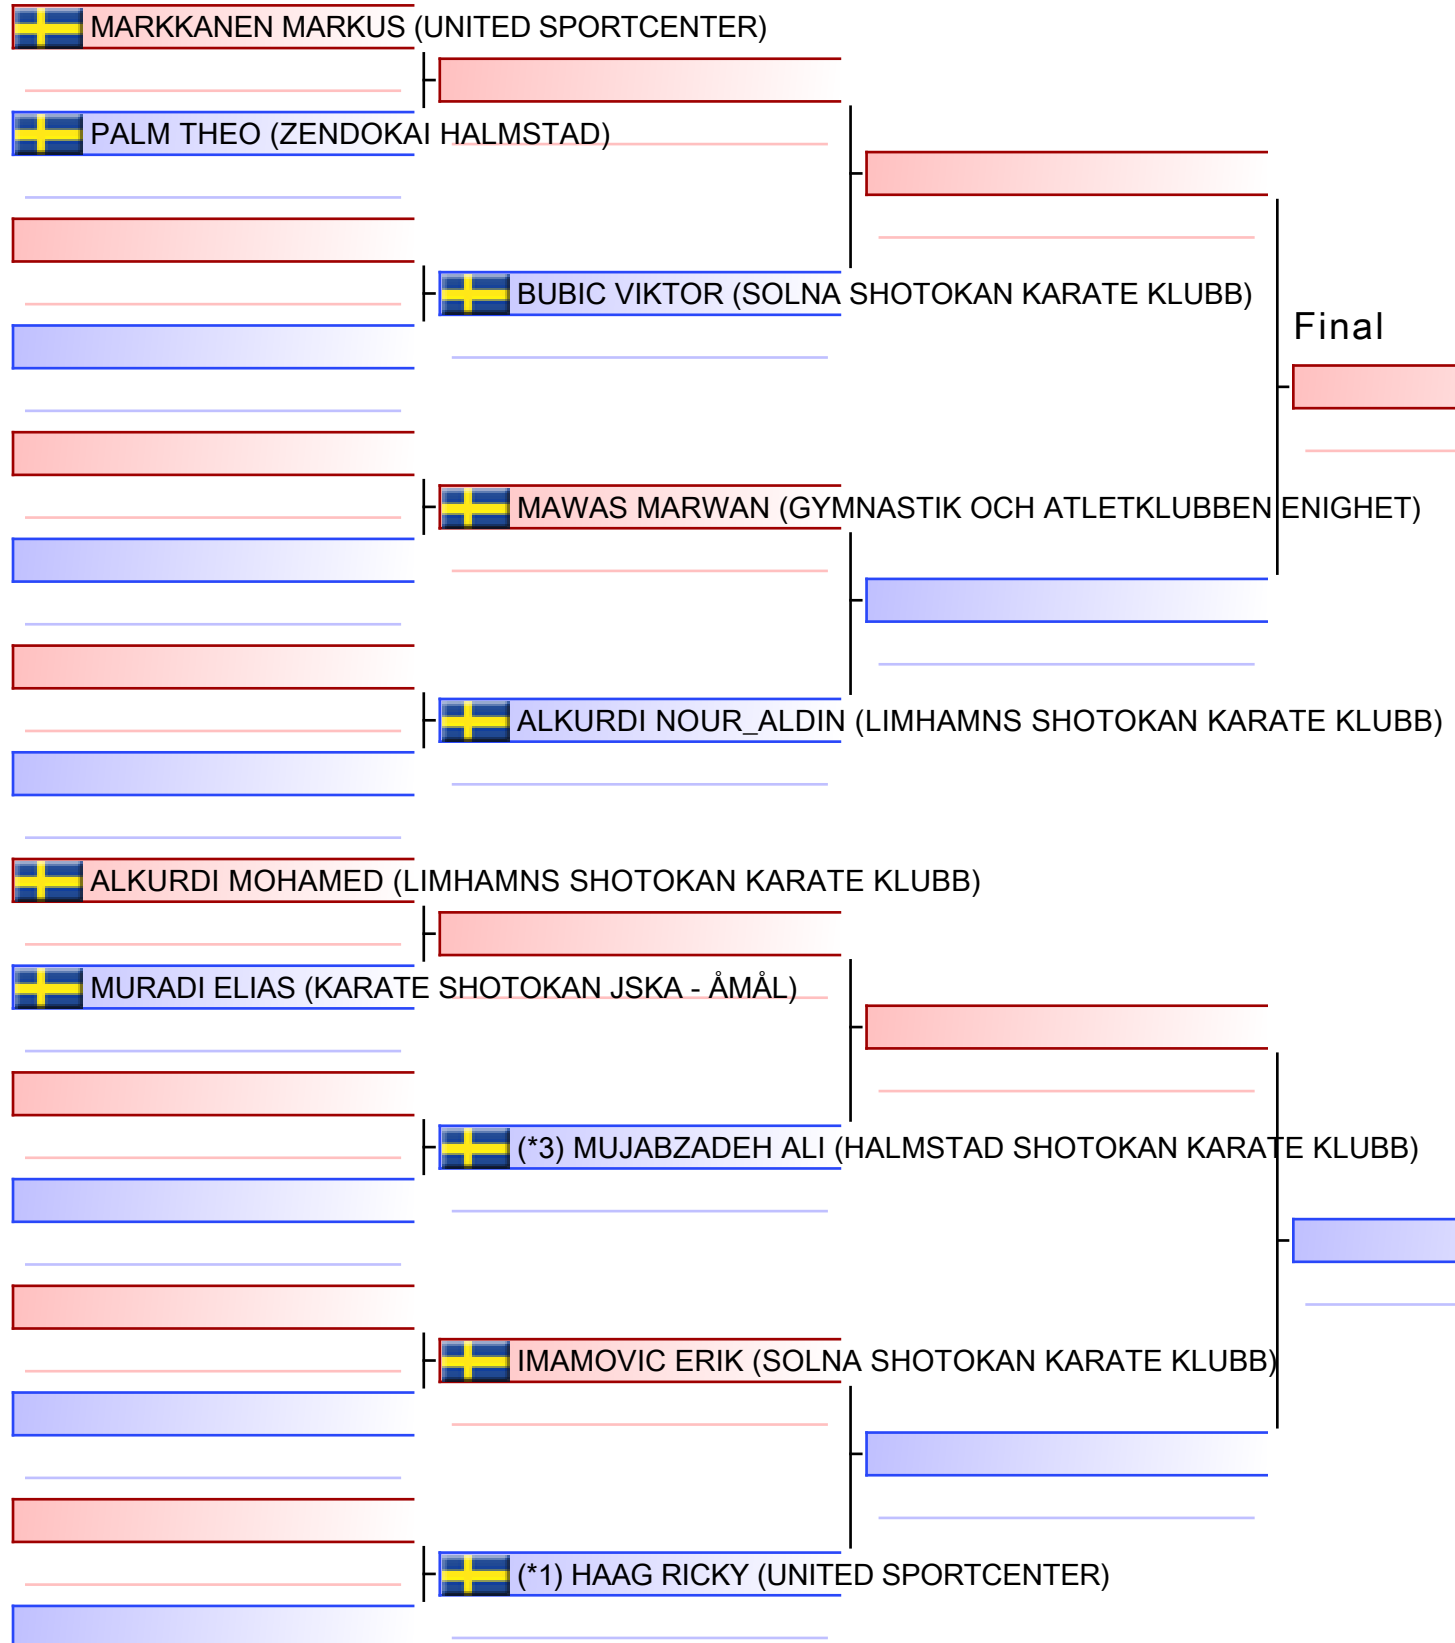 MARKKANEN MARKUS (UNITED SPORTCENTER)
PALM THEO (ZENDOKAI HALMSTAD)
BUBIC VIKTOR (SOLNA SHOTOKAN KARATE KLUBB)
Final
MAWAS MARWAN (GYMNASTIK OCH ATLETKLUBBEN ENIGHET)
ALKURDI NOUR_ALDIN (LIMHAMNS SHOTOKAN KARATE KLUBB)
ALKURDI MOHAMED (LIMHAMNS SHOTOKAN KARATE KLUBB)
MURADI ELIAS (KARATE SHOTOKAN JSKA - ÅMÅL)
(*3) MUJABZADEH ALI (HALMSTAD SHOTOKAN KARATE KLUBB)
IMAMOVIC ERIK (SOLNA SHOTOKAN KARATE KLUBB)
(*1) HAAG RICKY (UNITED SPORTCENTER)